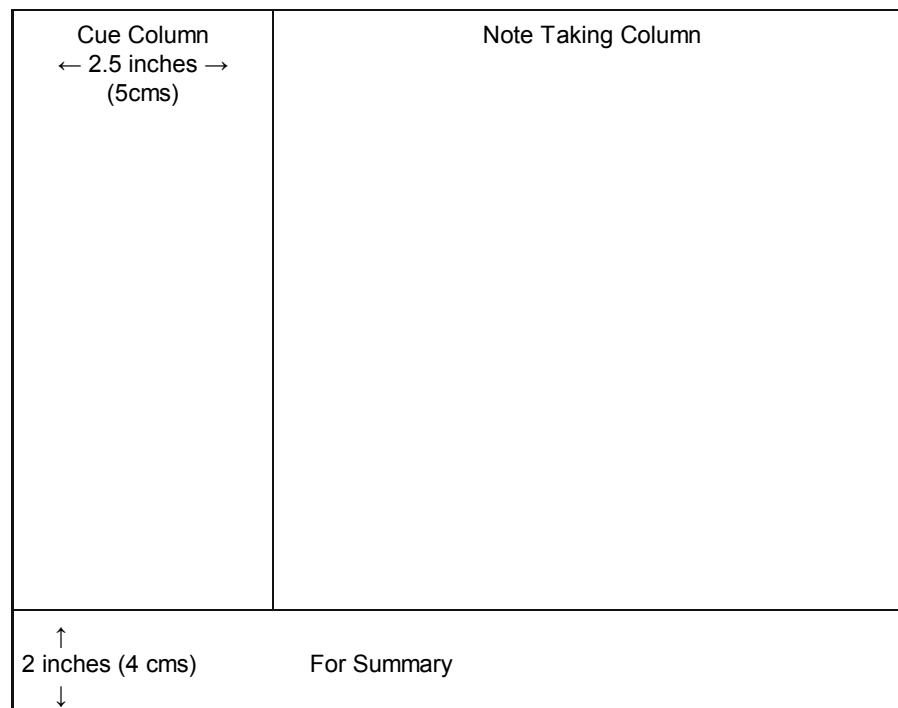 Cue Column
← 2.5 inches →
(5cms)
Note Taking Column
↑
2 inches (4 cms)
For Summary
↓